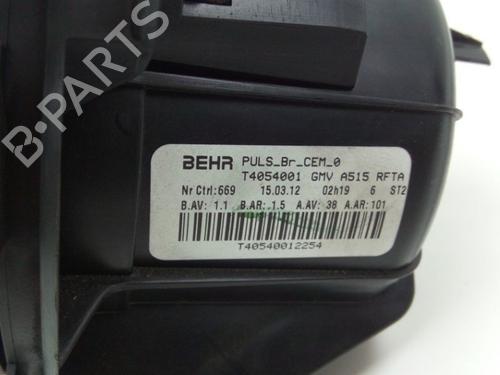 BEHR PULS_Br_CEM_0
T4054001 GMV A515 RFTA
Nr Ctrl:669 15.03.12 02h19 6 ST2
B.AV: 1.1 B.AR: 1.5 A.AV: 38 A.AR:101
T40540012254